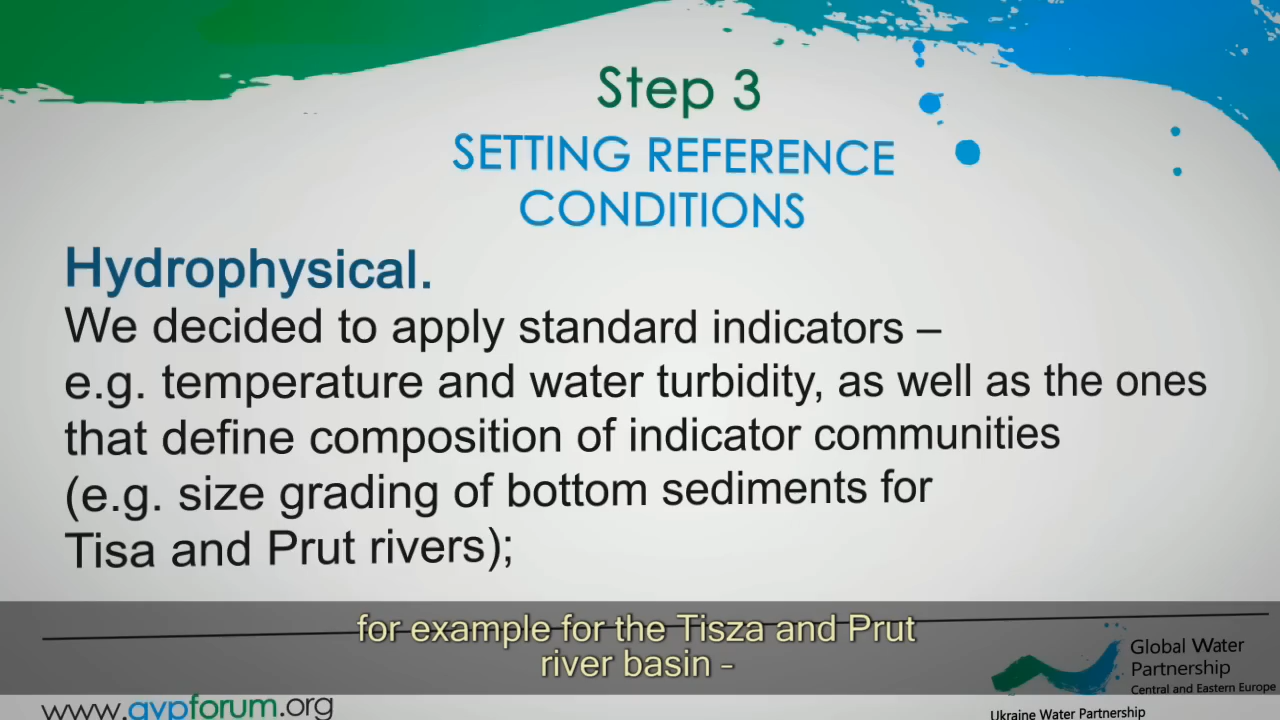 Step 3
SETTING REFERENCE
CONDITIONS
Hydrophysical.
We decided to apply standard indicators –
e.g. temperature and water turbidity, as well as the ones
that define composition of indicator communities
(e.g. size grading of bottom sediments for
Tisa and Prut rivers);
for example for the Tisza and Prut
river basin -
Global Water
Partnership
Central and Eastern Europe
www.gvpforum.org
Ukraine Water Partnership